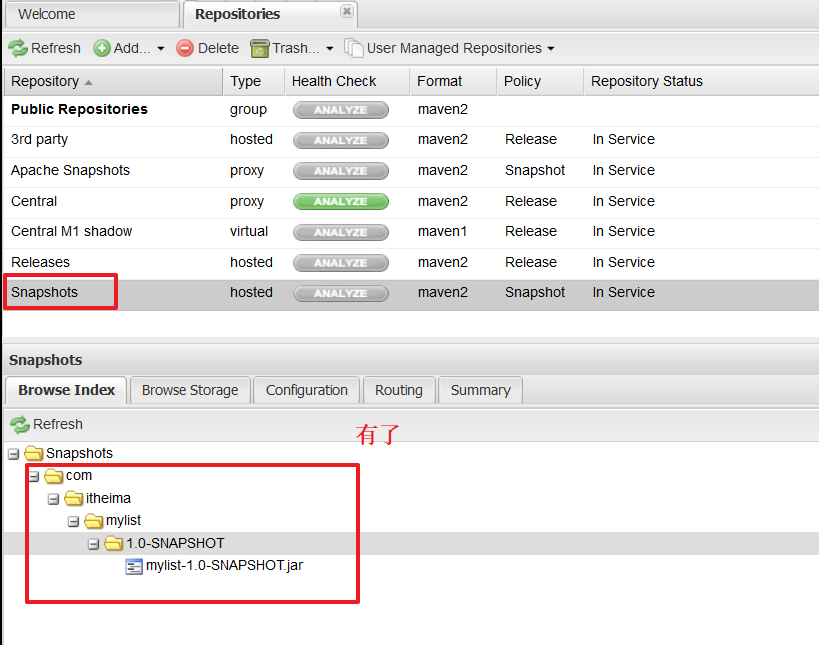 Welcome Repositories
Refresh Add... Delete Trash... User Managed Repositories
Repository Type Health Check Format Policy Repository Status
Public Repositories group ANALYZE maven2
3rd party hosted ANALYZE maven2 Release In Service
Apache Snapshots proxy ANALYZE maven2 Snapshot In Service
Central proxy ANALYZE maven2 Release In Service
Central M1 shadow virtual ANALYZE maven1 Release In Service
Releases hosted ANALYZE maven2 Release In Service
Snapshots hosted ANALYZE maven2 Snapshot In Service
Snapshots
Browse Index Browse Storage Configuration Routing Summary
Refresh
有了
Snapshots
com
itheima
mylist
1.0-SNAPSHOT
mylist-1.0-SNAPSHOT.jar